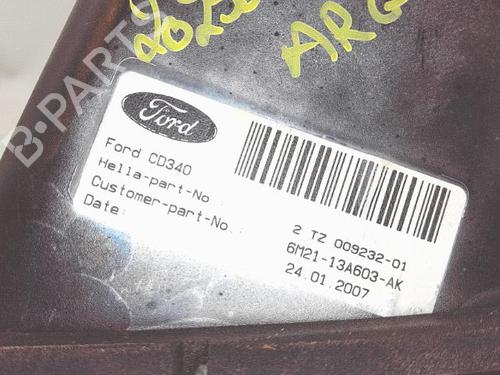 ARG
B-PARTS
Ford
Ford CD340
Hella-part-No.:
Customer-part-No.:
Date:
2 TZ 009232-01
6M21-13A603-AK
24.01.2007